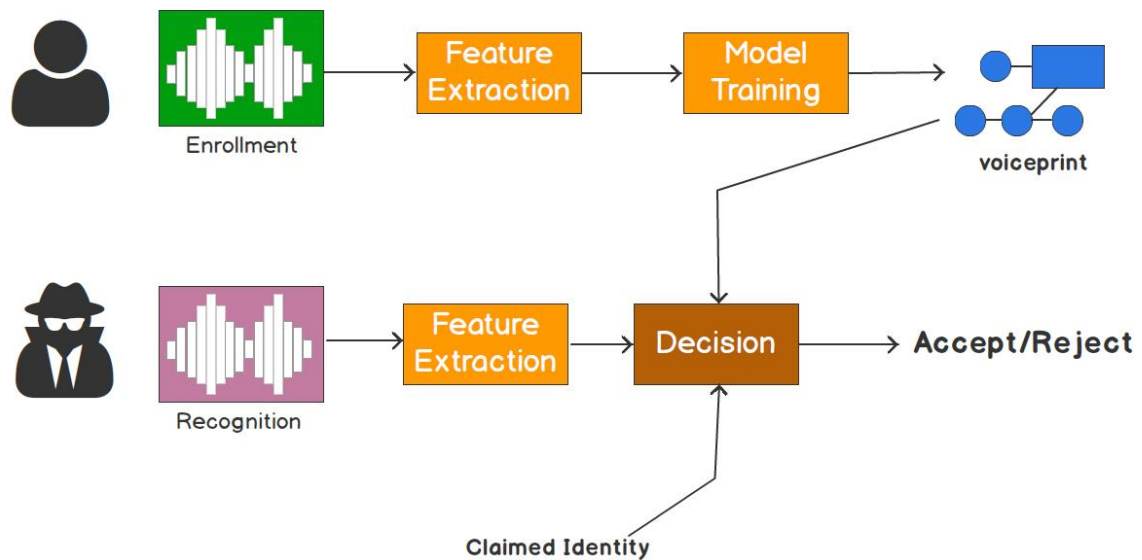 Feature
Extraction
Model
Training
Enrollment
voiceprint
Feature
Extraction
Decision
Accept/Reject
Recognition
Claimed Identity